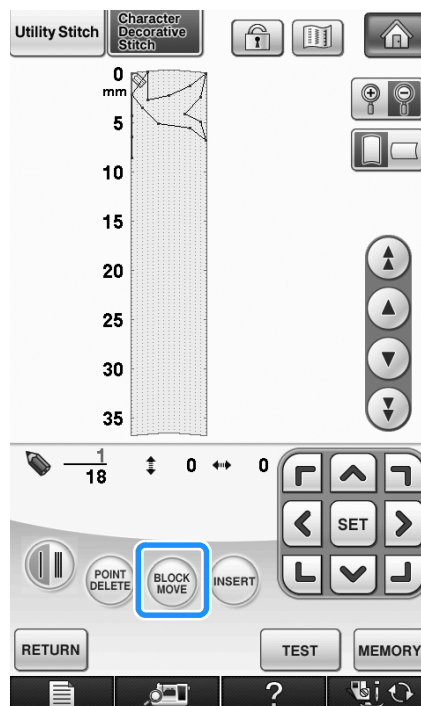 Utility Stitch
Character
Decorative
Stitch
0
mm
5
10
15
20
25
30
35
1
18
0
0
SET
POINT
DELETE
BLOCK
MOVE
INSERT
RETURN
TEST
MEMORY
?